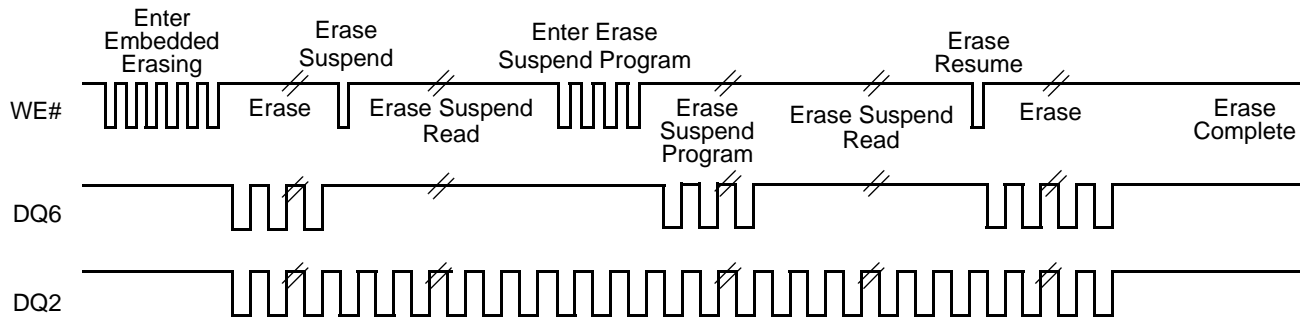 Enter
Embedded
Erasing
Erase
Suspend
Enter Erase
Suspend Program
Erase
Resume
WE#
Erase
Erase Suspend
Read
Erase
Suspend
Program
Erase Suspend
Read
Erase
Erase
Complete
DQ6
DQ2